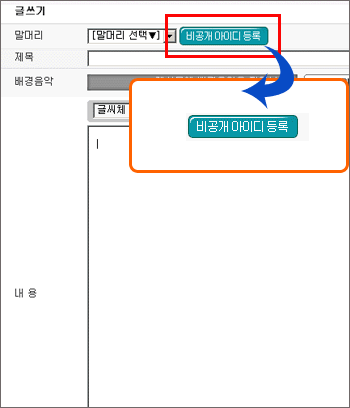 글쓰기
말머리 [말머리 선택▼] 비공개 아이디 등록
제목
배경음악
글씨체
비공개 아이디 등록
내 용